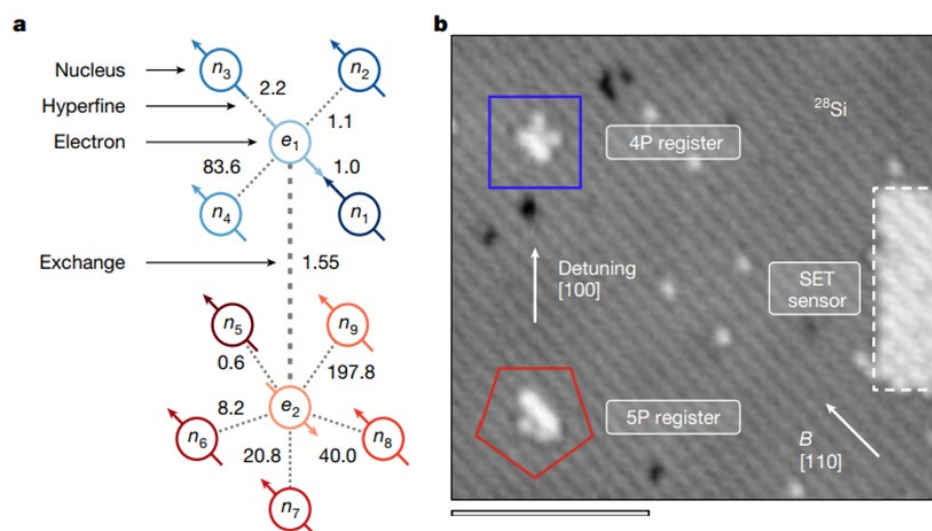 a
Nucleus
Hyperfine
Electron
Exchange
n3
n2
2.2
1.1
e1
83.6
1.0
n4
n1
1.55
n5
n9
0.6
197.8
e2
8.2
n6
20.8
40.0
n8
n7
b
28Si
4P register
Detuning
[100]
SET
sensor
5P register
B
[110]